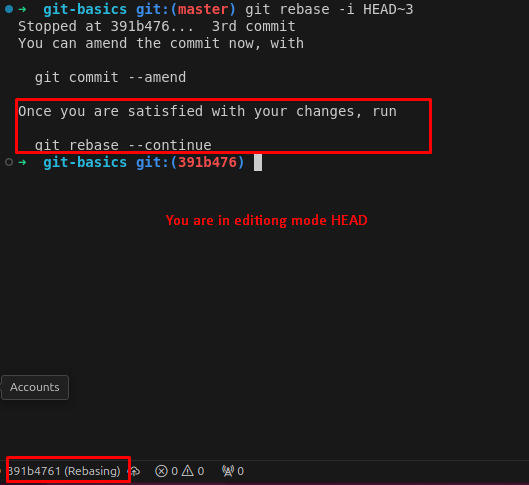 ➜ git-basics git:(master) git rebase -i HEAD~3
Stopped at 391b476... 3rd commit
You can amend the commit now, with
git commit --amend
Once you are satisfied with your changes, run
git rebase --continue
➜ git-basics git:(391b476)
You are in editiong mode HEAD
Accounts
391b4761 (Rebasing) 0 0 0